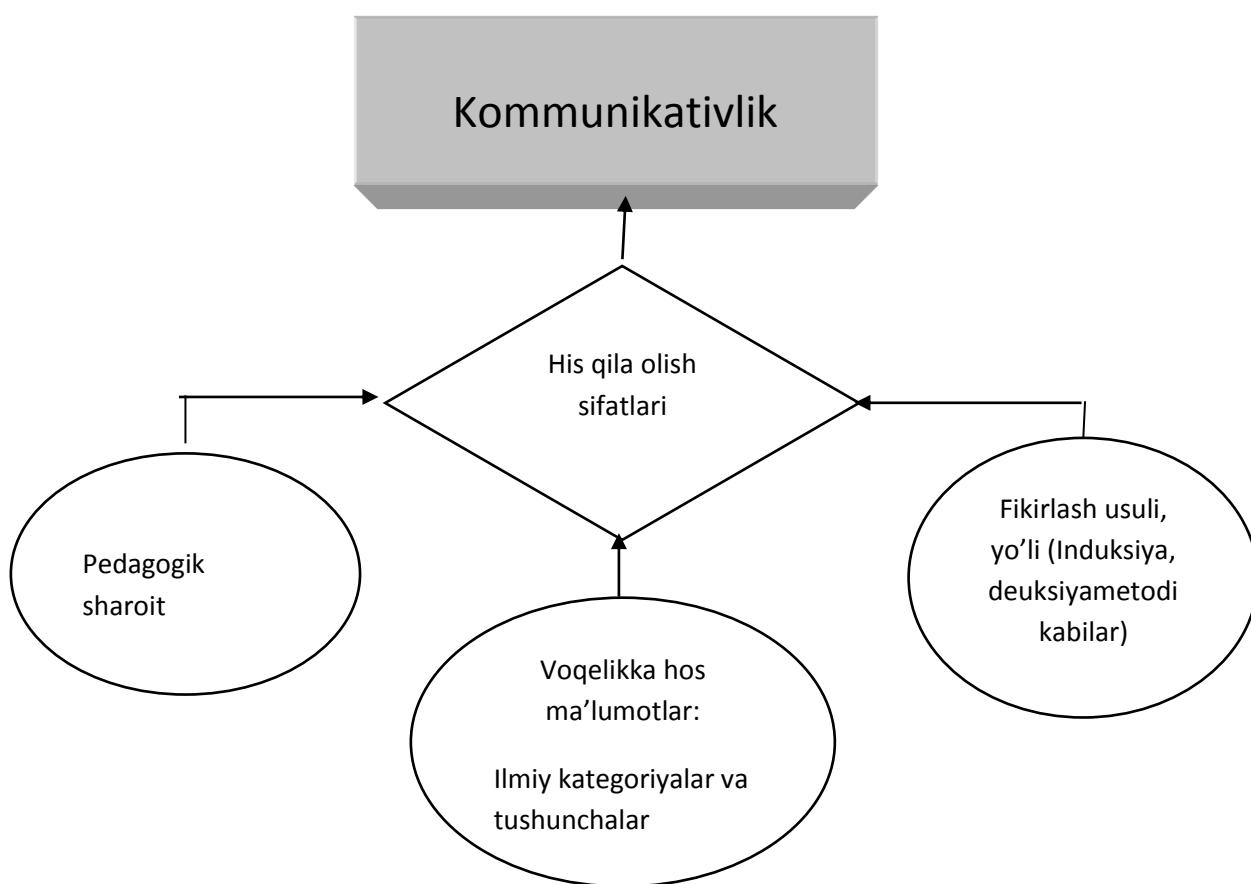 Kommunikativlik
His qila olish
sifatlari
Pedagogik
sharoit
Fikirlash usuli,
yo’li (Induksiya,
deuksiyametodi
kabilar)
Voqelikka hos
ma’lumotlar:
Ilmiy kategoriyalar va
tushunchalar